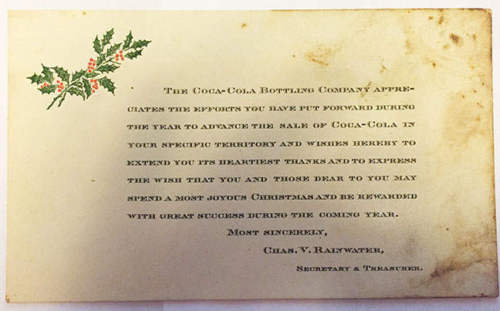 The Coca-Cola Bottling Company appre-
ciates the efforts you have put forward during
the year to advance the sale of Coca-Cola in
your specific territory and wishes hereby to
extend you its heartiest thanks and to express
the wish that you and those dear to you may
spend a most joyous Christmas and be rewarded
with great success during the coming year.
Most sincerely,
Chas. V. Rainwater,
Secretary & Treasurer.